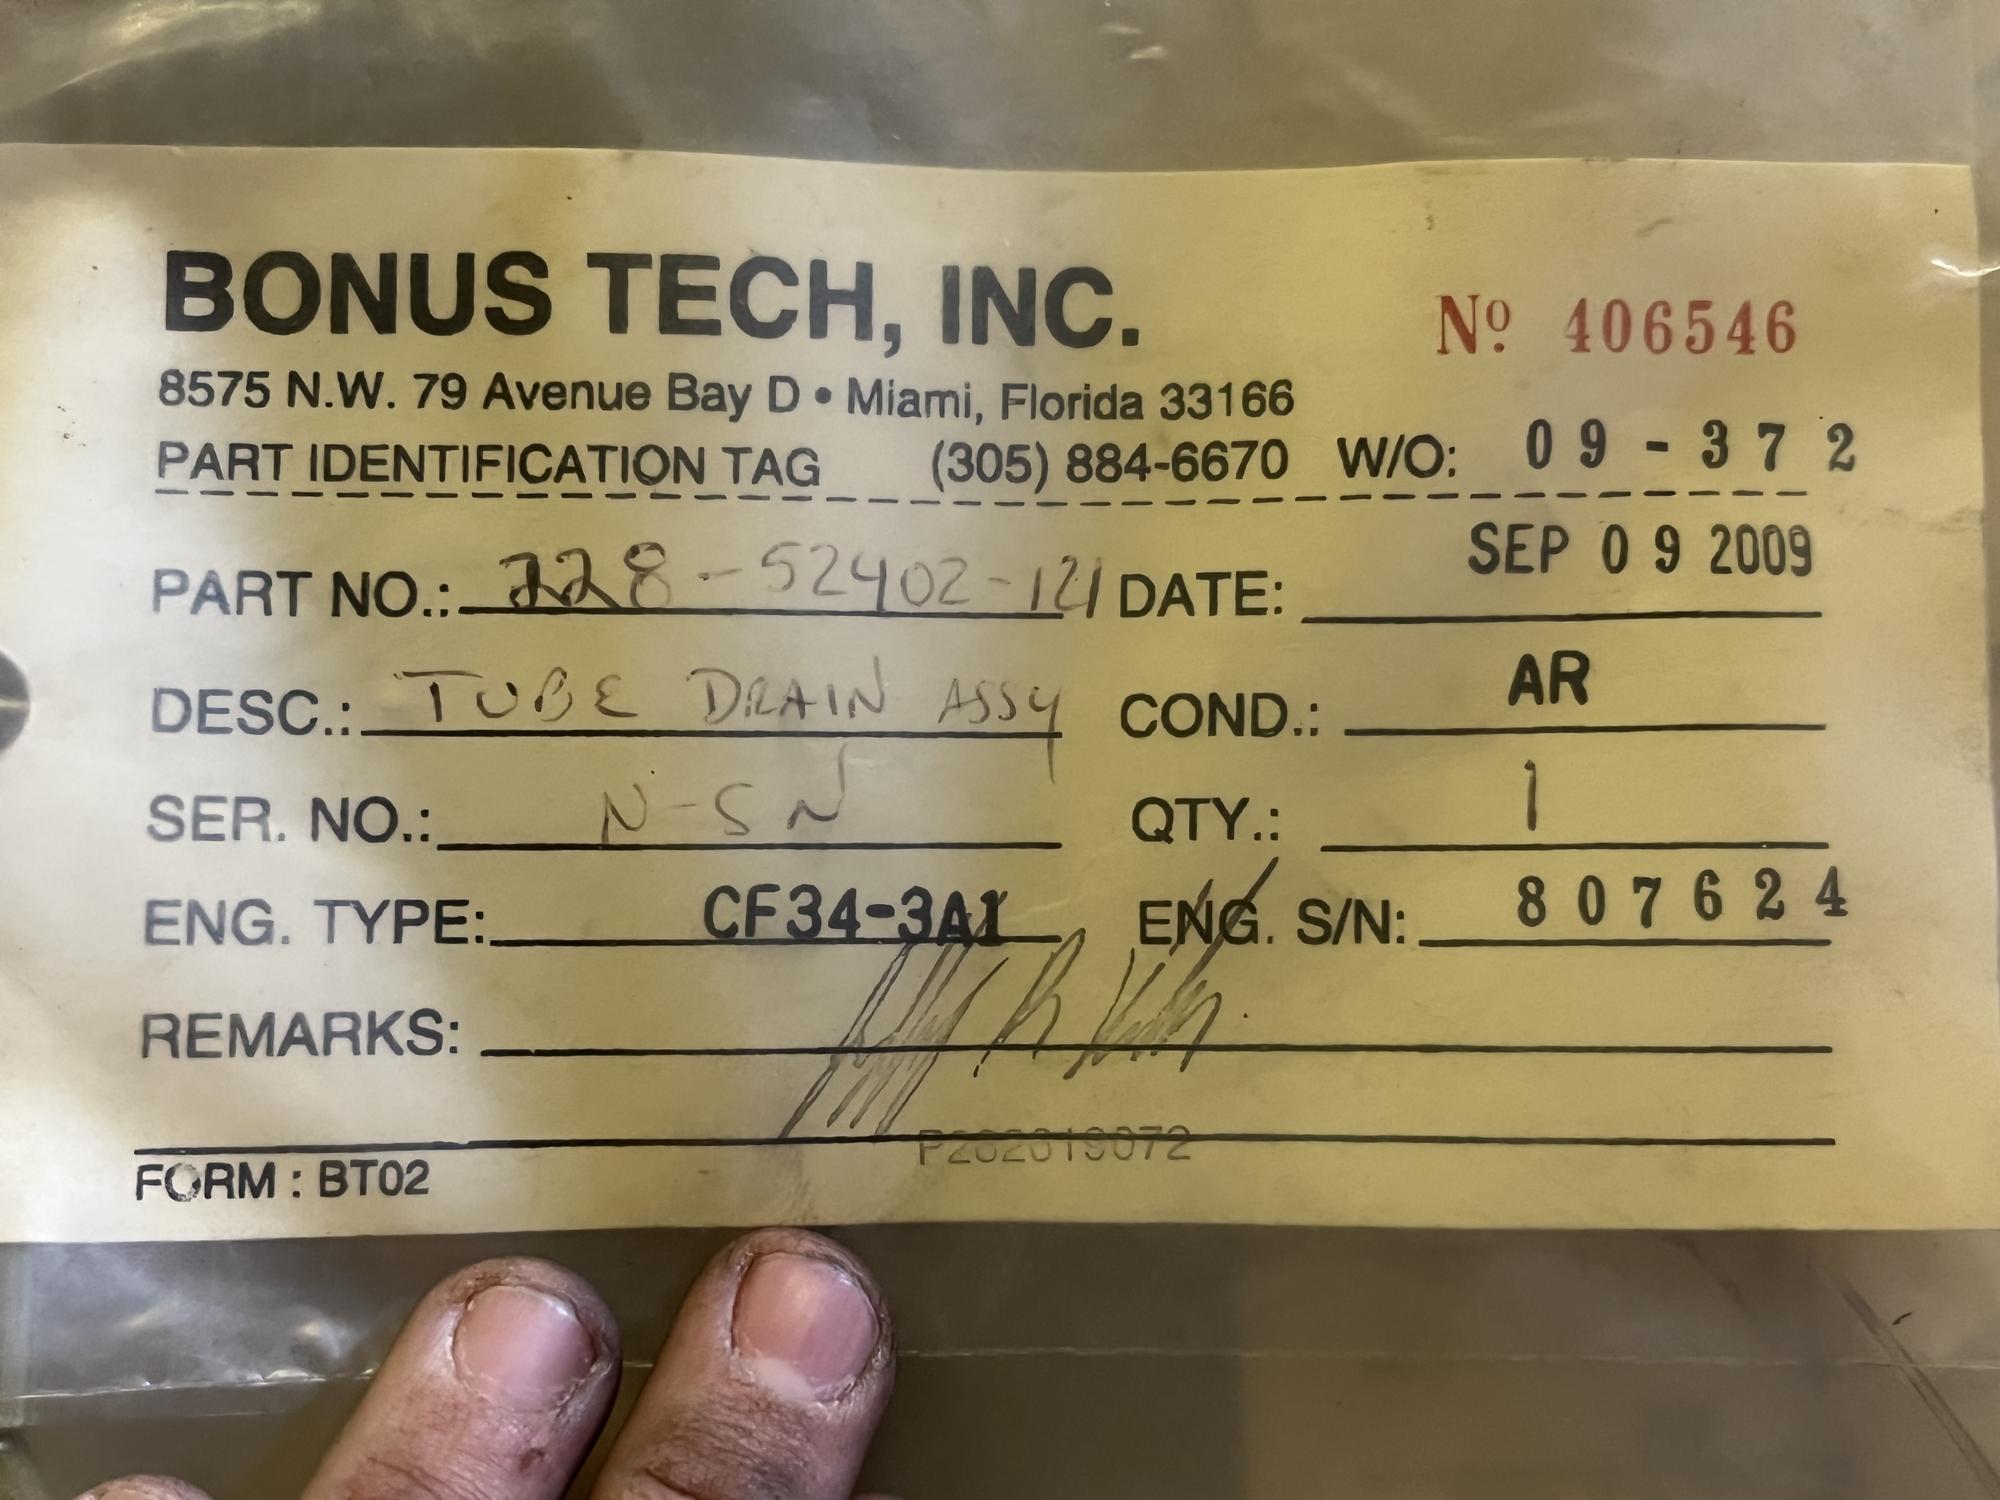 BONUS TECH, INC.
Nº 406546
8575 N.W. 79 Avenue Bay D • Miami, Florida 33166
PART IDENTIFICATION TAG (305) 884-6670 W/O: 09-372
PART NO.: 228-52402-121 DATE: SEP 09 2009
DESC.: TUBE DRAIN ASSY COND.: AR
SER. NO.: N-SN QTY.: 1
ENG. TYPE: CF34-3A1 ENG. S/N: 807624
REMARKS:
FORM : BT02